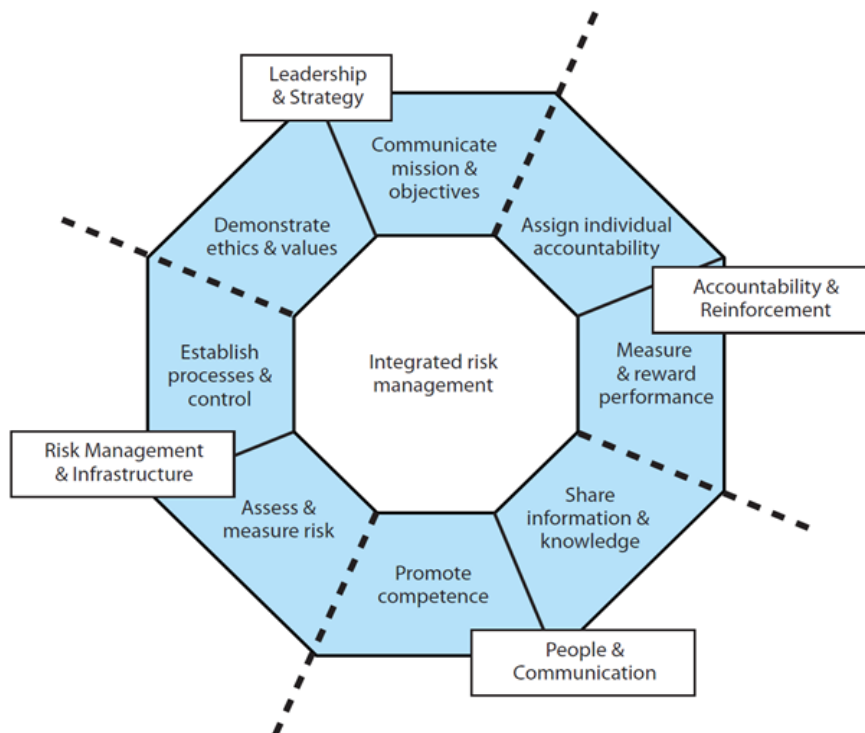 Leadership
& Strategy
Communicate
mission &
objectives
Demonstrate
ethics & values
Assign individual
accountability
Accountability &
Reinforcement
Establish
processes &
control
Integrated risk
management
Measure
& reward
performance
Risk Management
& Infrastructure
Assess &
measure risk
Share
information &
knowledge
Promote
competence
People &
Communication